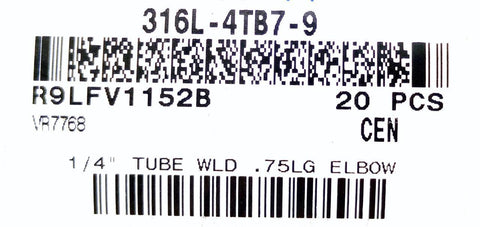 316L-4TB7-9
R9LFV1152B 20 PCS
VR7768 CEN
1/4" TUBE WLD .75LG ELBOW